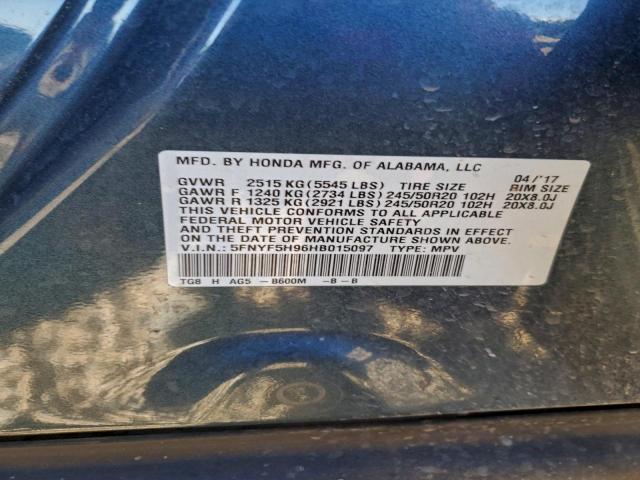 MFD. BY HONDA MFG. OF ALABAMA, LLC
04/'17
GVWR 2515 KG(5545 LBS) TIRE SIZE RIM SIZE
GAWR F 1240 KG(2734 LBS)245/50R20 102H 20X8.0J
GAWR R 1325 KG(2921 LBS)245/50R20 102H 20X8.0J
THIS VEHICLE CONFORMS TO ALL APPLICABLE
FEDERAL MOTOR VEHICLE SAFETY
AND THEFT PREVENTION STANDARDS IN EFFECT
ON THE DATE OF MANUFACTURE SHOWN ABOVE.
V.I.N.: 5FNYF5H96HB015097 TYPE: MPV
TG8 H AG5 -B600M -B-B